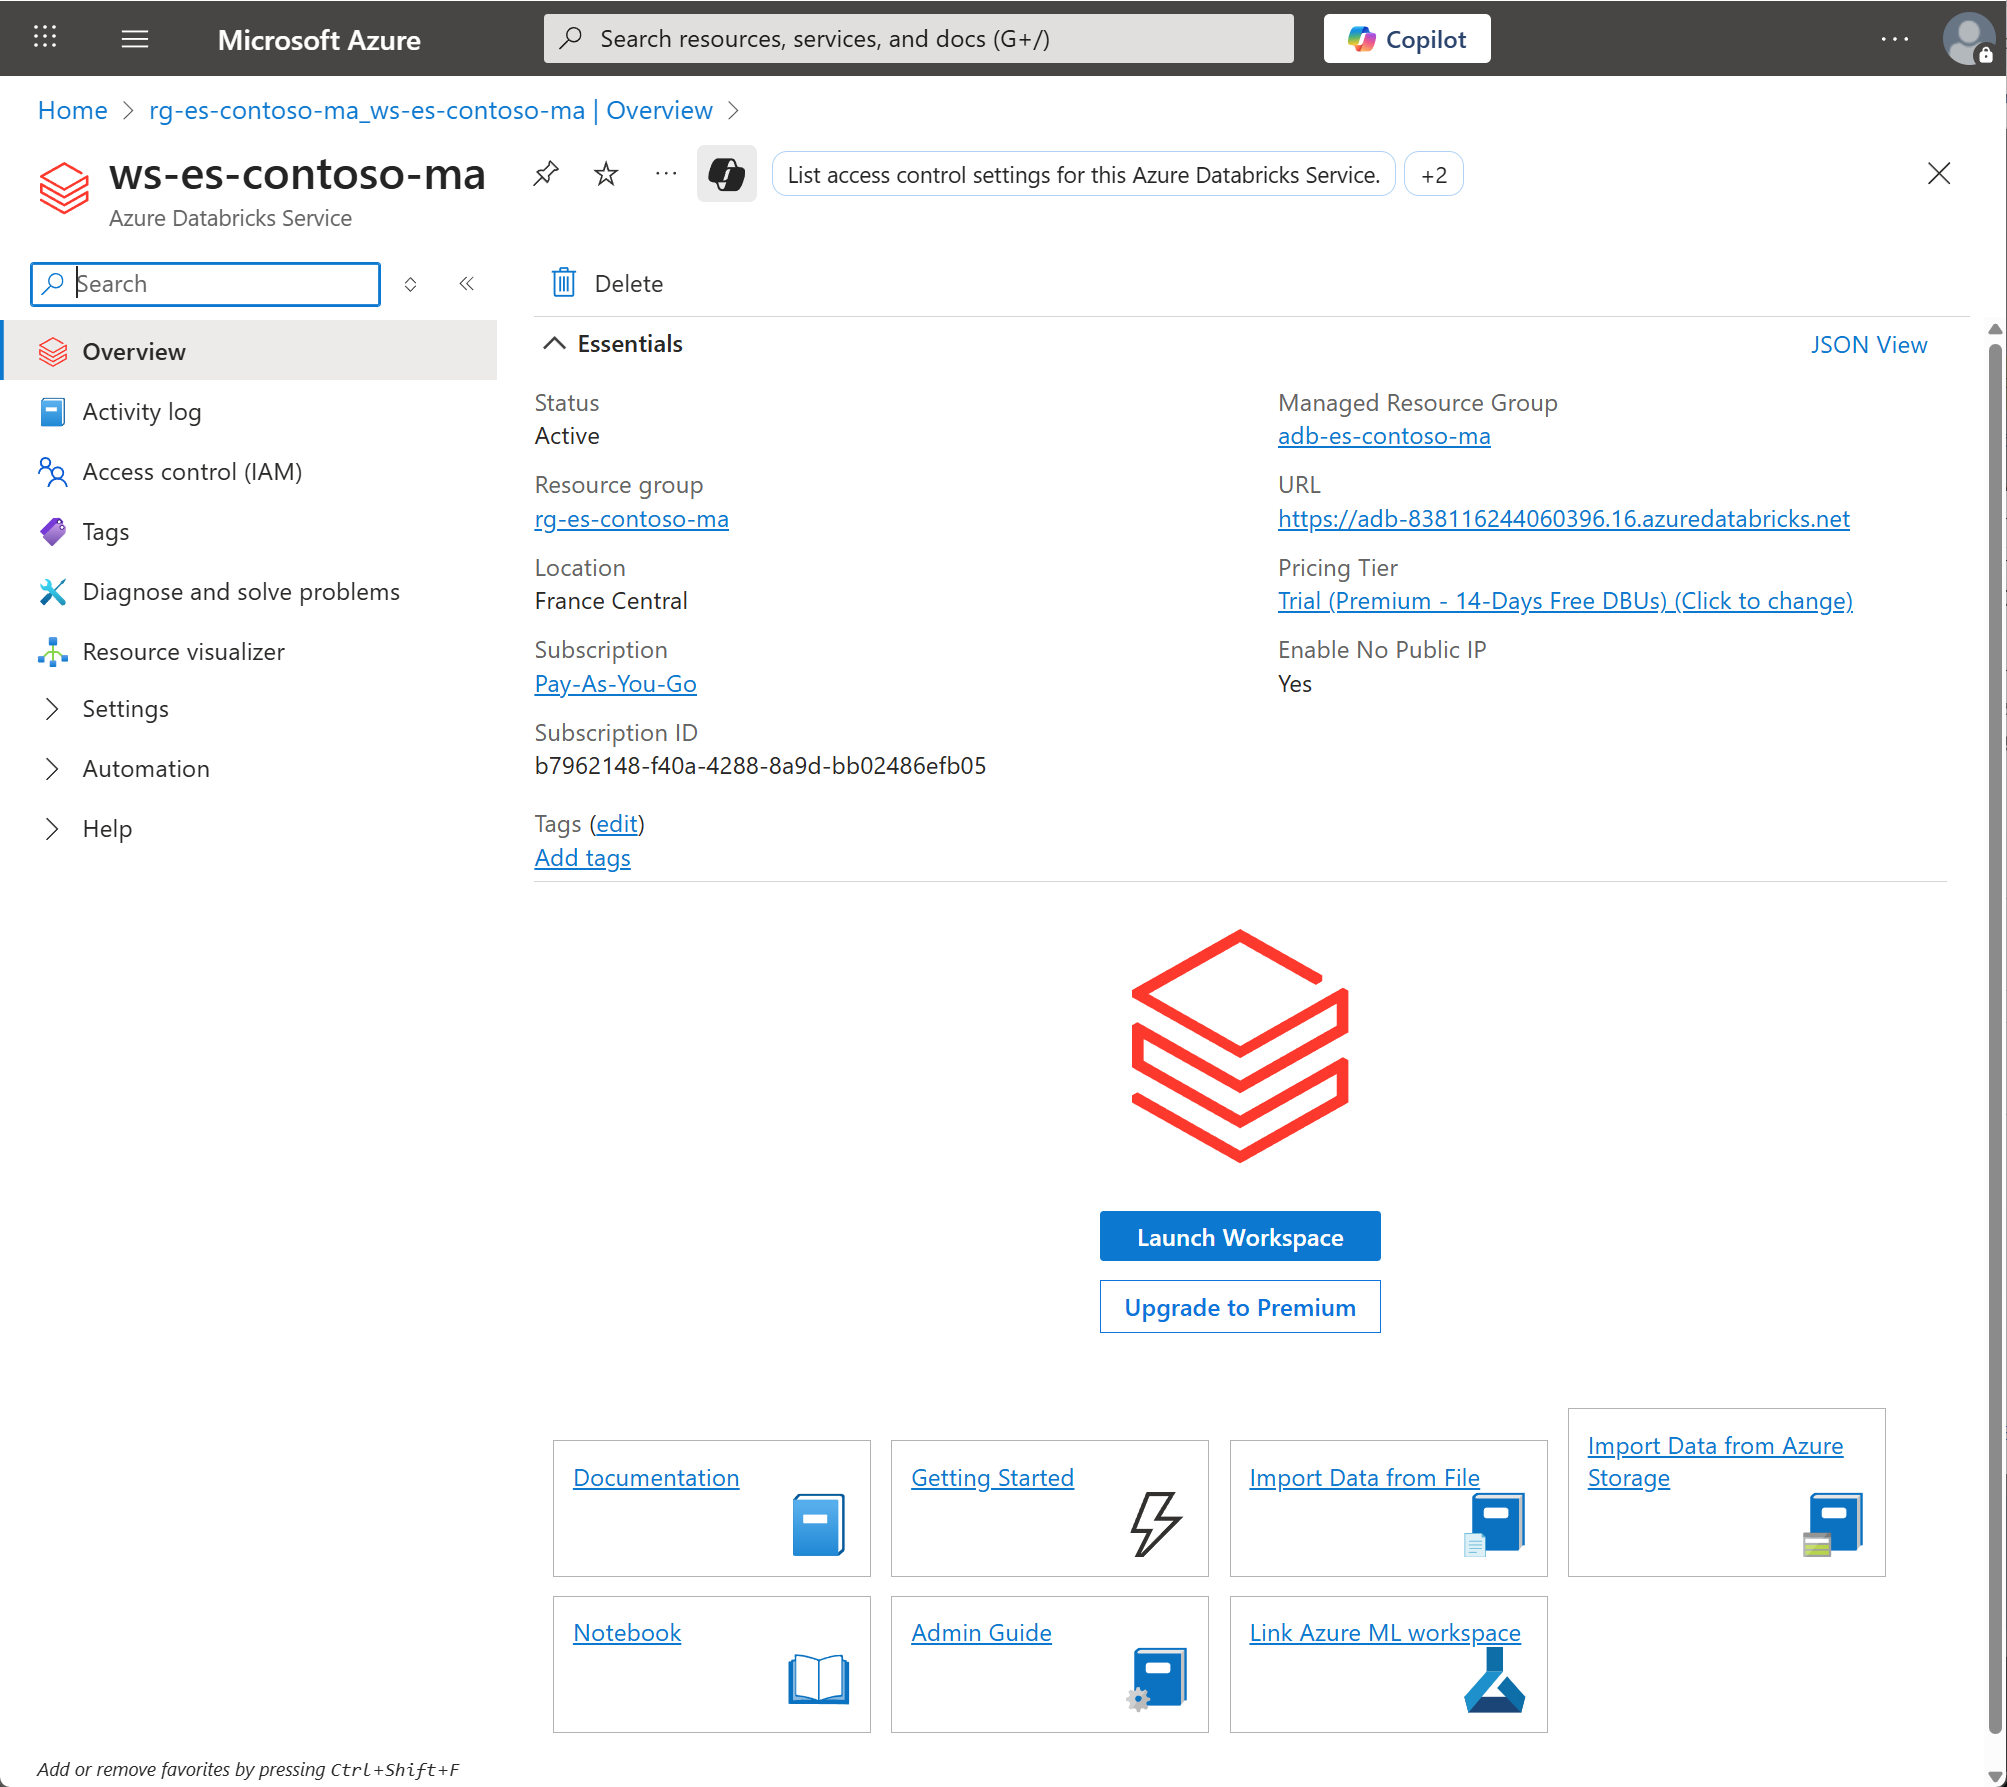 Microsoft Azure
Search resources, services, and docs (G+/)
Copilot
Home
rg-es-contoso-ma_ws-es-contoso-ma | Overview
ws-es-contoso-ma
Azure Databricks Service
List access control settings for this Azure Databricks Service.
+2
Search
Overview
Activity log
Access control (IAM)
Tags
Diagnose and solve problems
Resource visualizer
Settings
Automation
Help
Delete
Essentials
JSON View
Status
Active
Resource group
rg-es-contoso-ma
Location
France Central
Subscription
Pay-As-You-Go
Subscription ID
b7962148-f40a-4288-8a9d-bb02486efb05
Managed Resource Group
adb-es-contoso-ma
URL
https://adb-838116244060396.16.azuredatabricks.net
Pricing Tier
Trial (Premium - 14-Days Free DBUs) (Click to change)
Enable No Public IP
Yes
Tags (edit)
Add tags
Launch Workspace
Upgrade to Premium
Documentation
Getting Started
Import Data from File
Import Data from Azure
Storage
Notebook
Admin Guide
Link Azure ML workspace
Add or remove favorites by pressing Ctrl+Shift+F